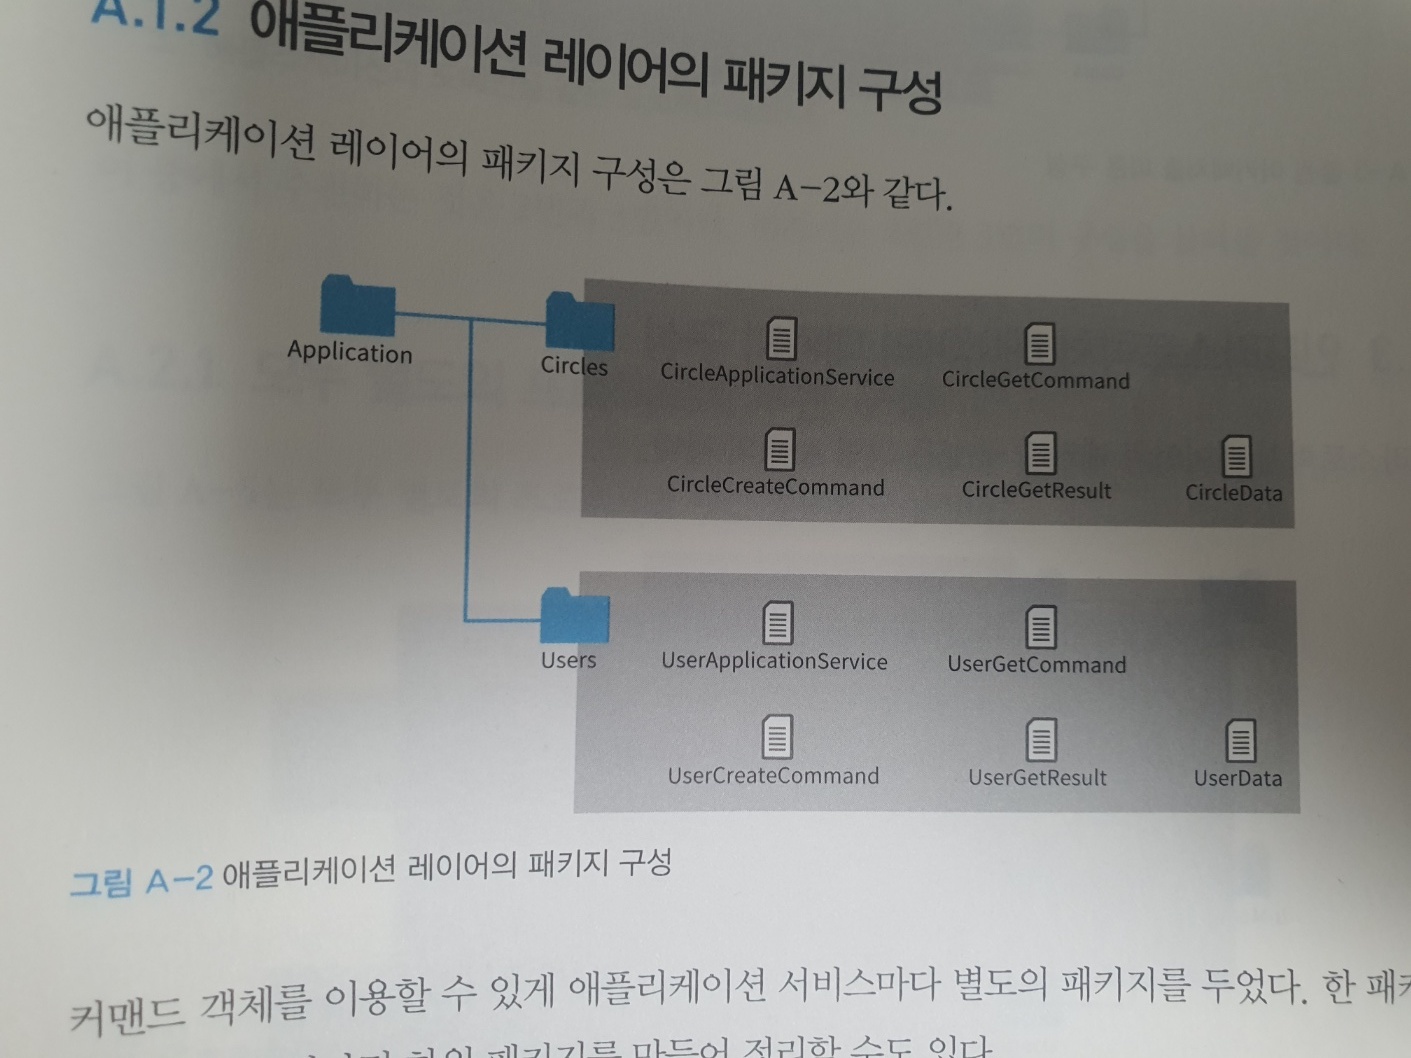 A.1.2 애플리케이션 레이어의 패키지 구성
애플리케이션 레이어의 패키지 구성은 그림 A-2와 같다.
Application
Circles
CircleApplicationService
CircleGetCommand
CircleCreateCommand
CircleGetResult
CircleData
Users
UserApplicationService
UserGetCommand
UserCreateCommand
UserGetResult
UserData
그림 A-2 애플리케이션 레이어의 패키지 구성
커맨드 객체를 이용할 수 있게 애플리케이션 서비스마다 별도의 패키지를 두었다. 한
패키지를 만들어 정리할 수도 있다